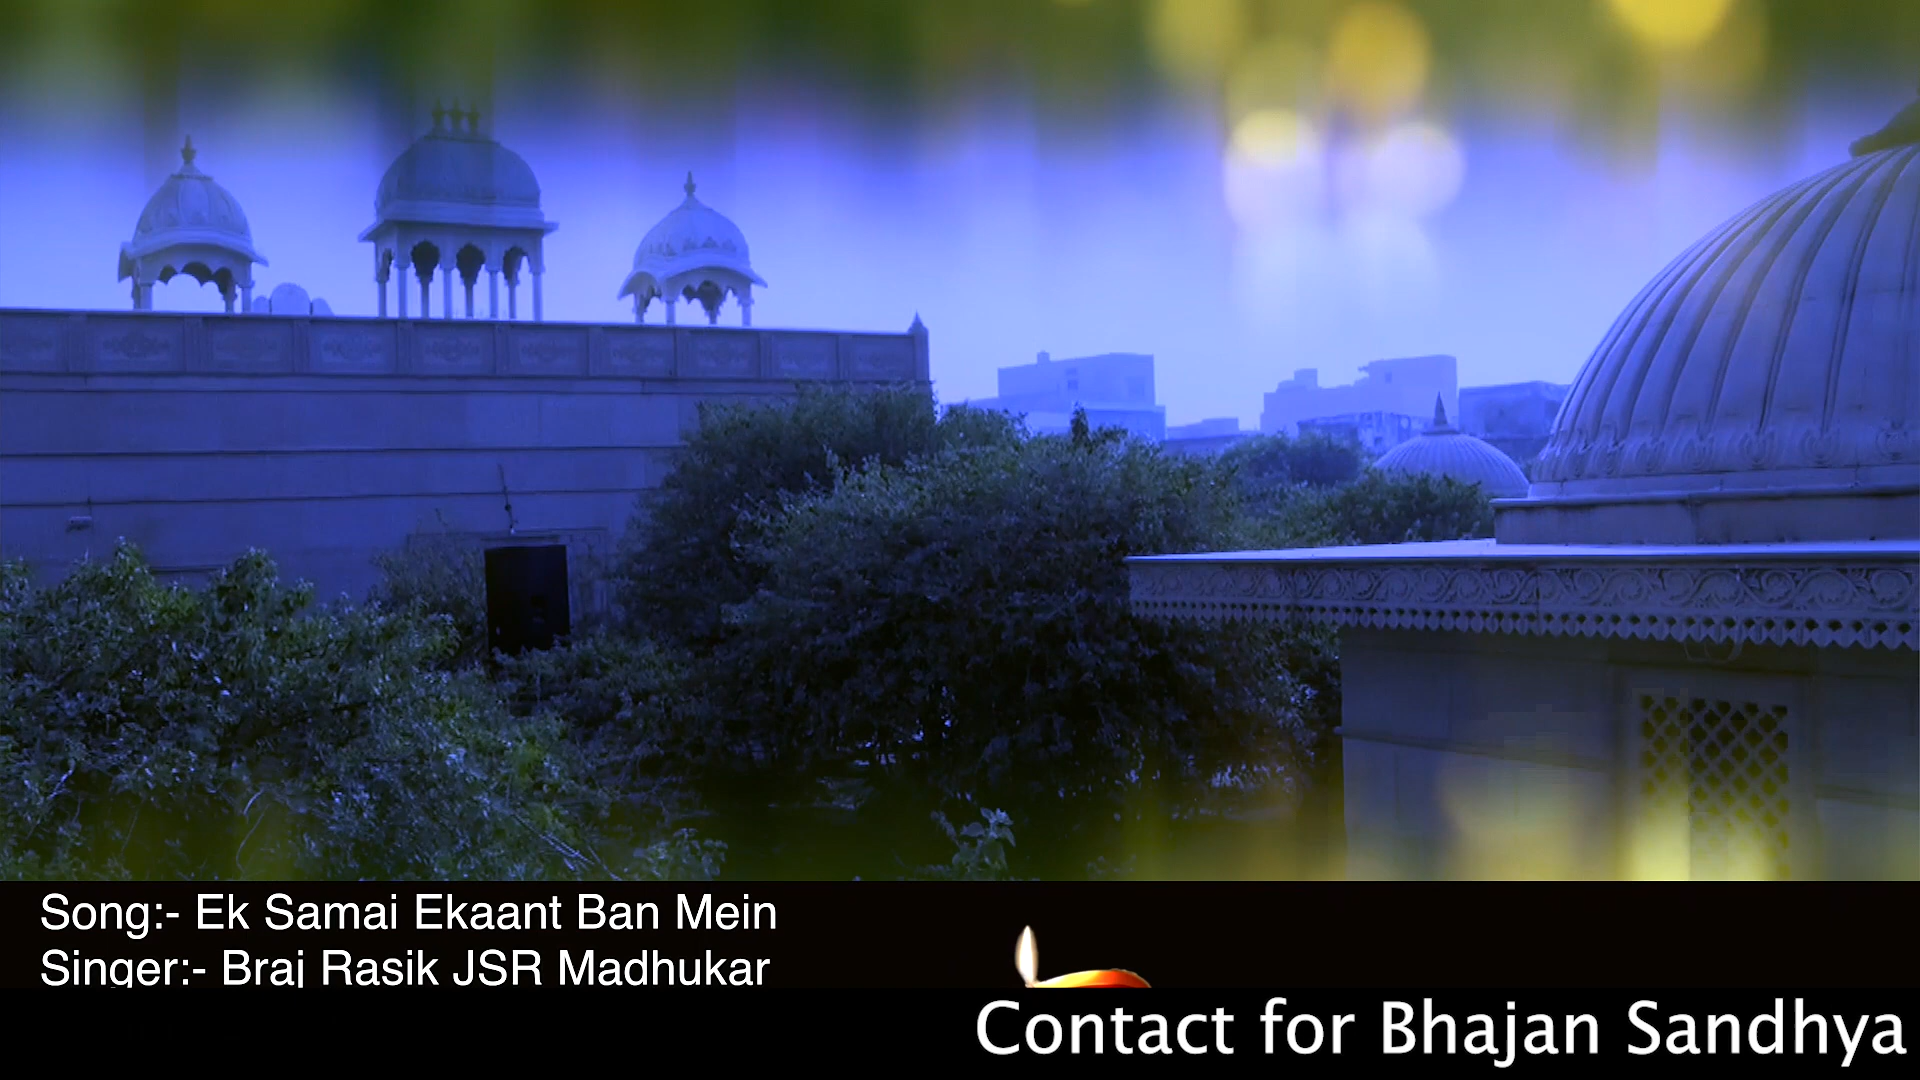 Song:- Ek Samai Ekaant Ban Mein
Singer:- Braj Rasik JSR Madhukar
Contact for Bhajan Sandhya